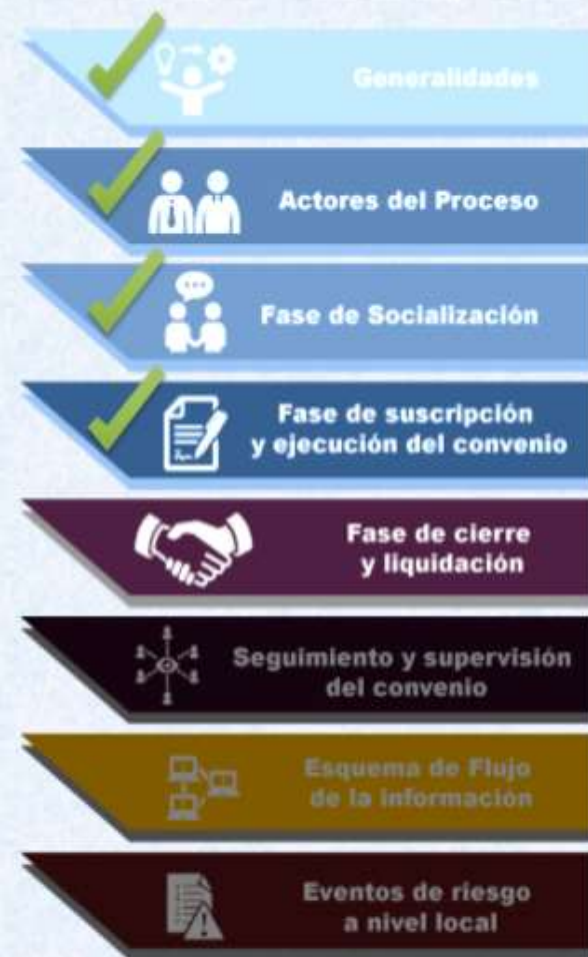 Generalidades
Actores del Proceso
Fase de Socialización
Fase de suscripción
y ejecución del convenio
Fase de cierre
y liquidación
Seguimiento y supervisión
del convenio
Esquema de Flujo
de la información
Eventos de riesgo
a nivel local